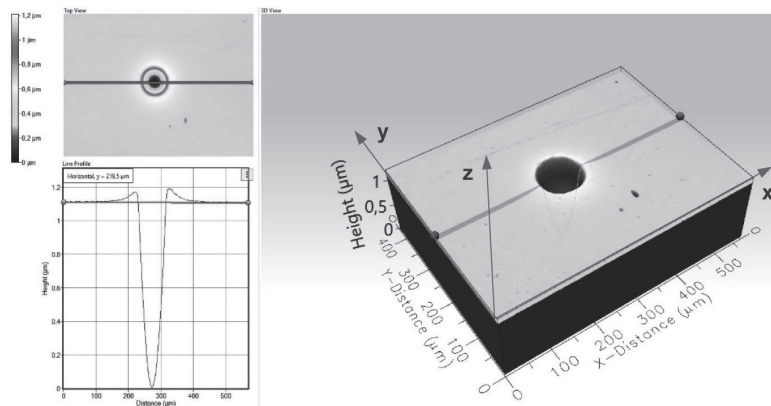 Top View
1,2 µm
1 µm
0,8 µm
0,6 µm
0,4 µm
0,2 µm
0 µm
Line Profile
Horizontal, y = 218,5 µm
Height (µm)
1
0,8
0,6
0,4
0,2
0
0 100 200 300 400 500
Distance (µm)
3D View
y
z
x
Height (µm)
1
0,5
0
400
300
200
100
0
Y-Distance (µm)
0
100
200
300
400
500
0
X-Distance (µm)